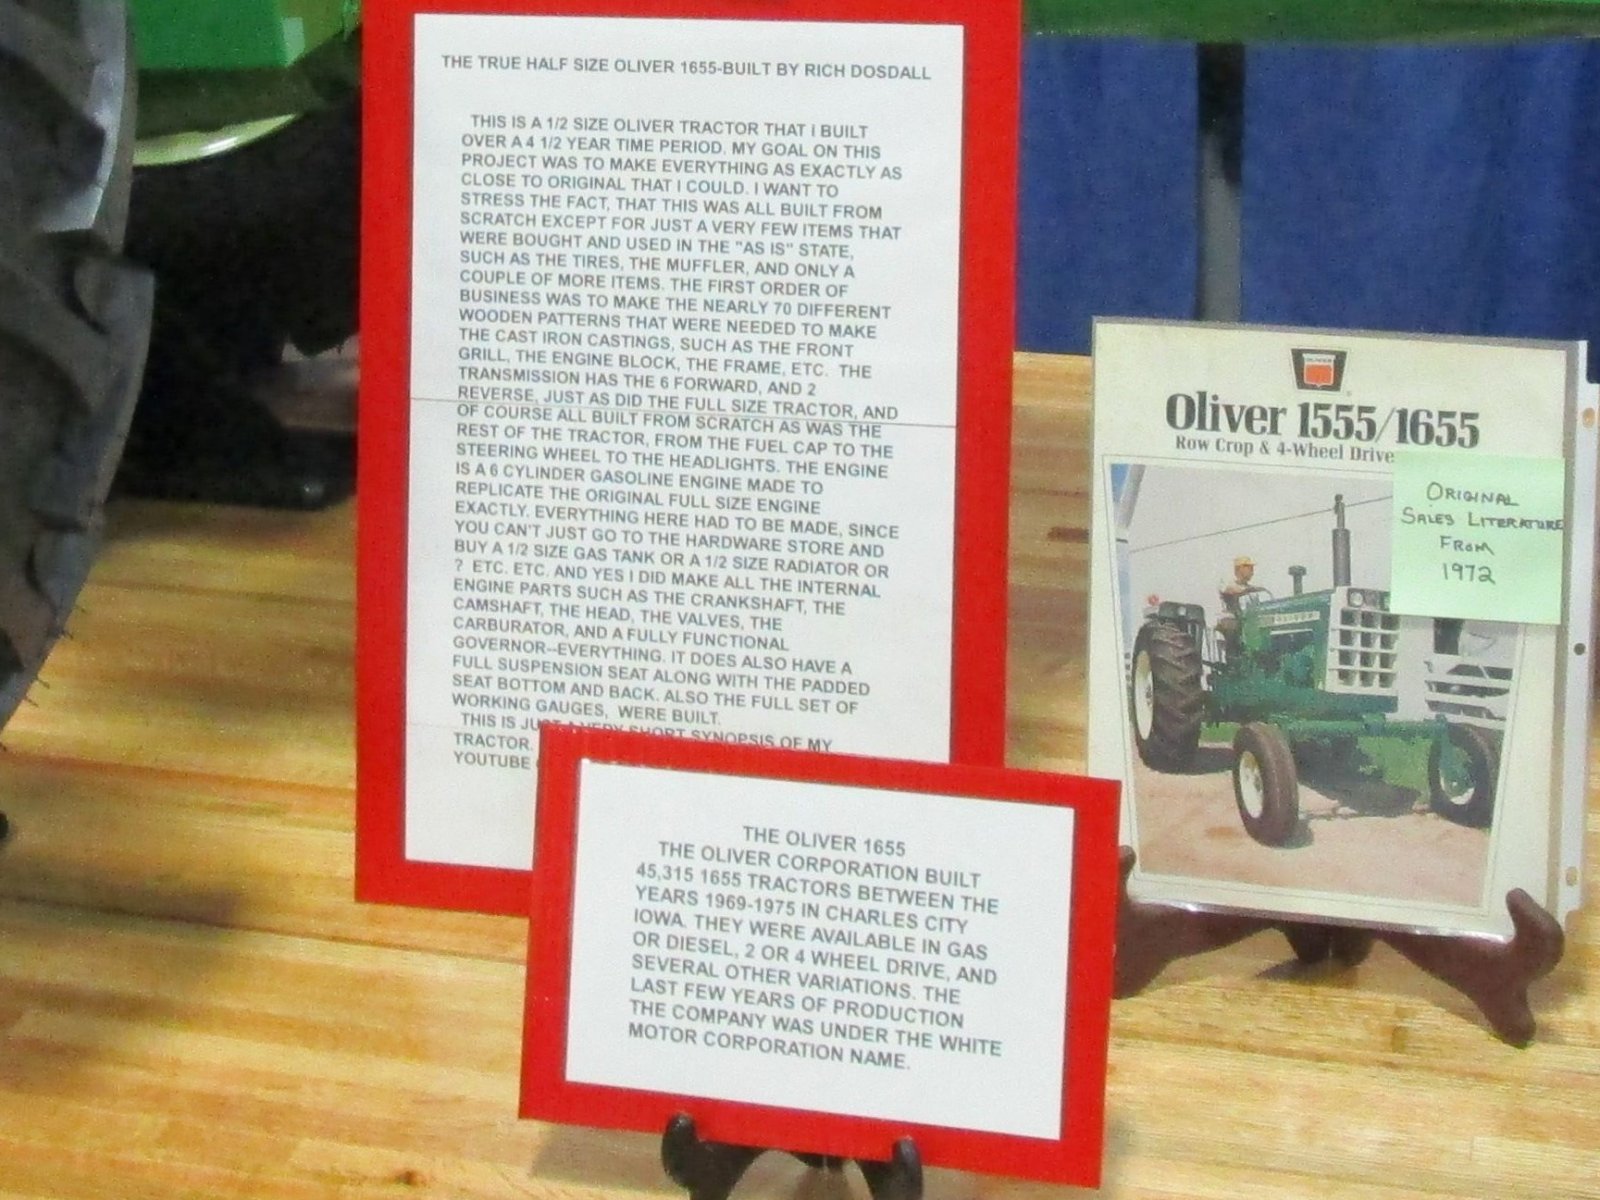 THE TRUE HALF SIZE OLIVER 1655-BUILT BY RICH DOSDALL
THIS IS A 1/2 SIZE OLIVER TRACTOR THAT I BUILT
OVER A 4 1/2 YEAR TIME PERIOD. MY GOAL ON THIS
PROJECT WAS TO MAKE EVERYTHING AS EXACTLY AS
CLOSE TO ORIGINAL THAT I COULD. I WANT TO
STRESS THE FACT, THAT THIS WAS ALL BUILT FROM
SCRATCH EXCEPT FOR JUST A VERY FEW ITEMS THAT
WERE BOUGHT AND USED IN THE "AS IS" STATE,
SUCH AS THE TIRES, THE MUFFLER, AND ONLY A
COUPLE OF MORE ITEMS. THE FIRST ORDER OF
BUSINESS WAS TO MAKE THE NEARLY 70 DIFFERENT
WOODEN PATTERNS THAT WERE NEEDED TO MAKE
THE CAST IRON CASTINGS, SUCH AS THE FRONT
GRILL, THE ENGINE BLOCK, THE FRAME, ETC. THE
TRANSMISSION HAS THE 6 FORWARD, AND 2
REVERSE, JUST AS DID THE FULL SIZE TRACTOR, AND
OF COURSE ALL BUILT FROM SCRATCH AS WAS THE
REST OF THE TRACTOR, FROM THE FUEL CAP TO THE
STEERING WHEEL TO THE HEADLIGHTS. THE ENGINE
IS A 6 CYLINDER GASOLINE ENGINE MADE TO
REPLICATE THE ORIGINAL FULL SIZE ENGINE
EXACTLY. EVERYTHING HERE HAD TO BE MADE, SINCE
YOU CAN'T JUST GO TO THE HARDWARE STORE AND
BUY A 1/2 SIZE GAS TANK OR A 1/2 SIZE RADIATOR OR
? ETC. ETC. AND YES I DID MAKE ALL THE INTERNAL
ENGINE PARTS SUCH AS THE CRANKSHAFT, THE
CAMSHAFT, THE HEAD, THE VALVES, THE
CARBURATOR, AND A FULLY FUNCTIONAL
GOVERNOR--EVERYTHING. IT DOES ALSO HAVE A
FULL SUSPENSION SEAT ALONG WITH THE PADDED
SEAT BOTTOM AND BACK. ALSO THE FULL SET OF
WORKING GAUGES, WERE BUILT.
THIS IS JUST A VERY SHORT SYNOPSIS OF MY
TRACTOR.
YOUTUBE
THE OLIVER 1655
THE OLIVER CORPORATION BUILT
45,315 1655 TRACTORS BETWEEN THE
YEARS 1969-1975 IN CHARLES CITY
IOWA. THEY WERE AVAILABLE IN GAS
OR DIESEL, 2 OR 4 WHEEL DRIVE, AND
SEVERAL OTHER VARIATIONS. THE
LAST FEW YEARS OF PRODUCTION
THE COMPANY WAS UNDER THE WHITE
MOTOR CORPORATION NAME.
Oliver 1555/1655
Row Crop & 4-Wheel Drive
ORIGINAL
SALES LITERATURE
FROM
1972